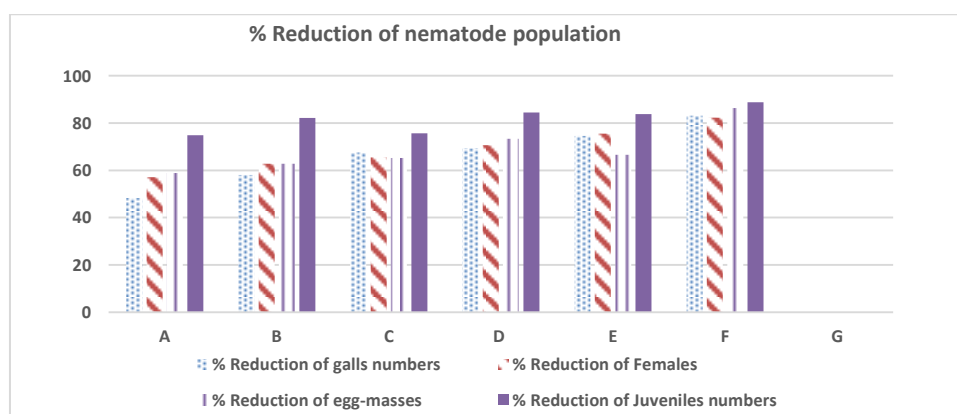 % Reduction of nematode population
100
80
60
40
20
0
A B C D E F G
% Reduction of galls numbers % Reduction of Females
% Reduction of egg-masses % Reduction of Juveniles numbers